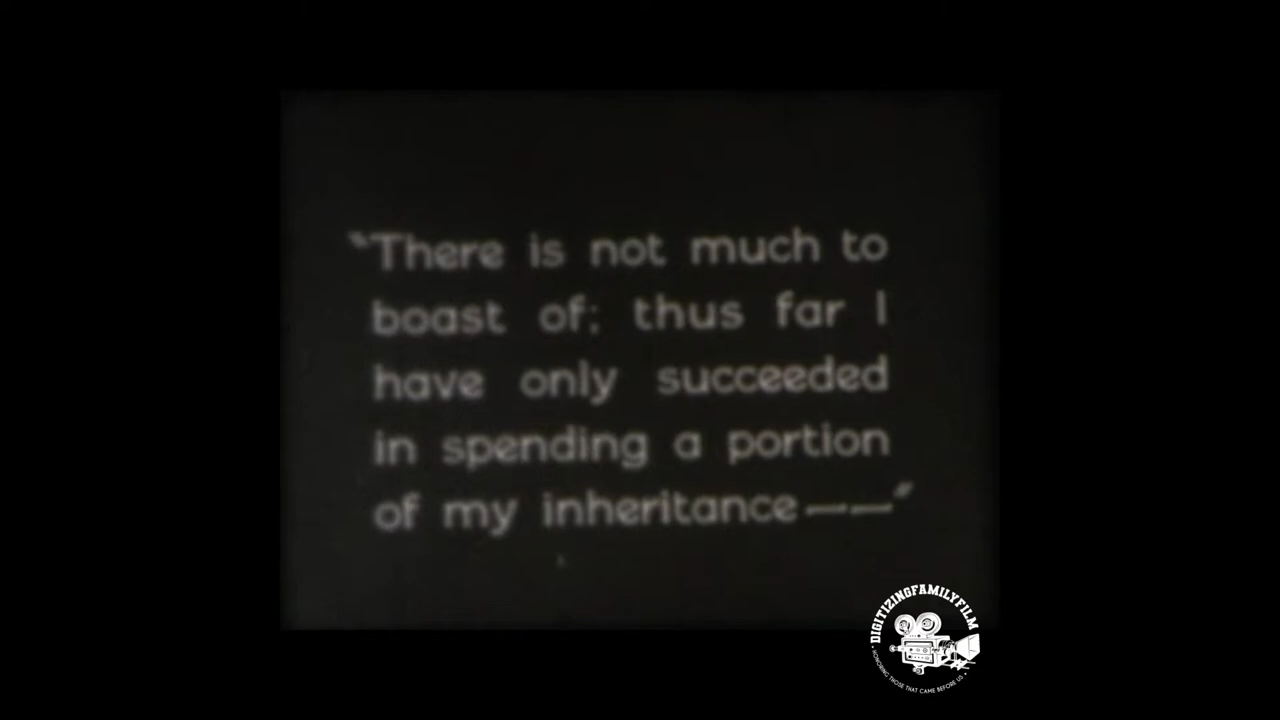 "There is not much to
boast of; thus far I
have only succeeded
in spending a portion
of my inheritance——"
DIGITIZINGFAMILYFILM
• HONORING THOSE THAT CAME BEFORE US •